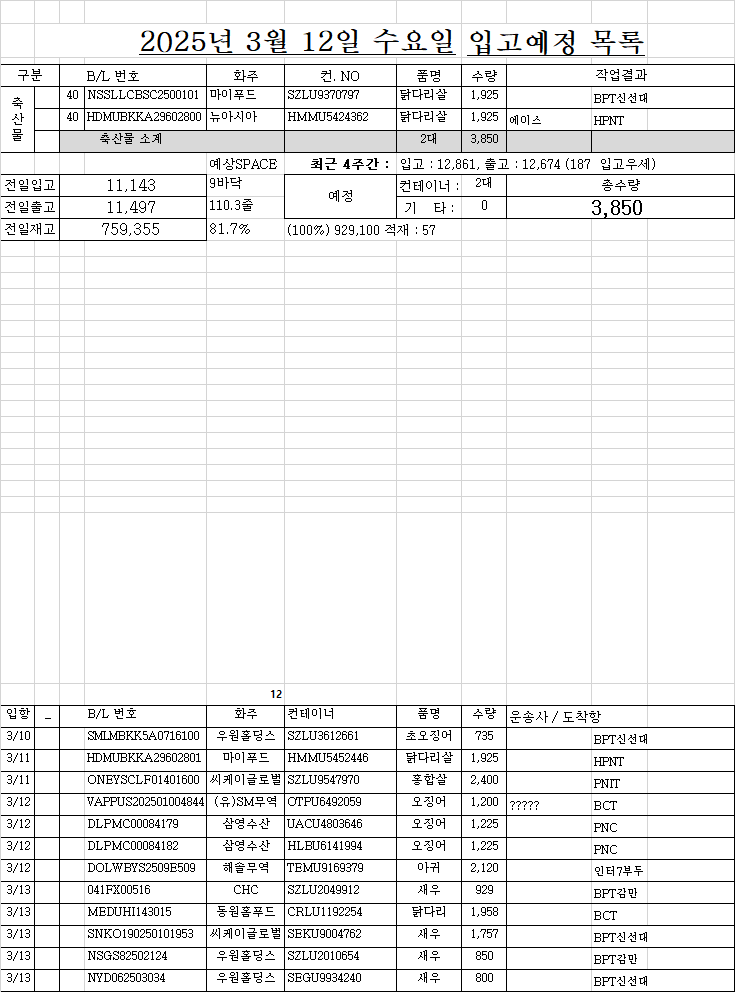 2025년 3월 12일 수요일 입고예정 목록
구분 B/L 번호 화주 컨. NO 품명 수량 작업결과
축산물
40 NSSLLCBSC2500101 마이푸드 SZLU9370797 닭다리살 1,925 BPT신선대
40 HDMUBKKA29602800 뉴아시아 HMMU5424362 닭다리살 1,925 에이스 HPNT
축산물 소계 2대 3,850
예상SPACE 최근 4주간 : 입고 : 12,861, 출고 : 12,674 (187 입고우세)
전일입고 11,143 9바닥 예정 컨테이너 : 2대 총수량
전일출고 11,497 110.3줄 기 타 : 0 3,850
전일재고 759,355 81.7% (100%) 929,100 적재 : 57
12
입항 _ B/L 번호 화주 컨테이너 품명 수량 운송사 / 도착항
3/10 SMLMBKK5A0716100 우원홀딩스 SZLU3612661 초오징어 735 BPT신선대
3/11 HDMUBKKA29602801 마이푸드 HMMU5452446 닭다리살 1,925 HPNT
3/11 ONEYSCLF01401600 씨케이글로벌 SZLU9547970 홍합살 2,400 PNIT
3/12 VAPPUS202501004844 (유)SM무역 OTPU6492059 오징어 1,200 ????? BCT
3/12 DLPMC00084179 삼영수산 UACU4803646 오징어 1,225 PNC
3/12 DLPMC00084182 삼영수산 HLBU6141994 오징어 1,225 PNC
3/12 DOLWBYS2509E509 해솔무역 TEMU9169379 아귀 2,120 인터7부두
3/13 041FX00516 CHC SZLU2049912 새우 929 BPT감만
3/13 MEDUHI143015 동원홈푸드 CRLU1192254 닭다리 1,958 BCT
3/13 SNKO190250101953 씨케이글로벌 SEKU9004762 새우 1,757 BPT신선대
3/13 NSGS82502124 우원홀딩스 SZLU2010654 새우 850 BPT감만
3/13 NYD062503034 우원홀딩스 SEGU9934240 새우 800 BPT신선대